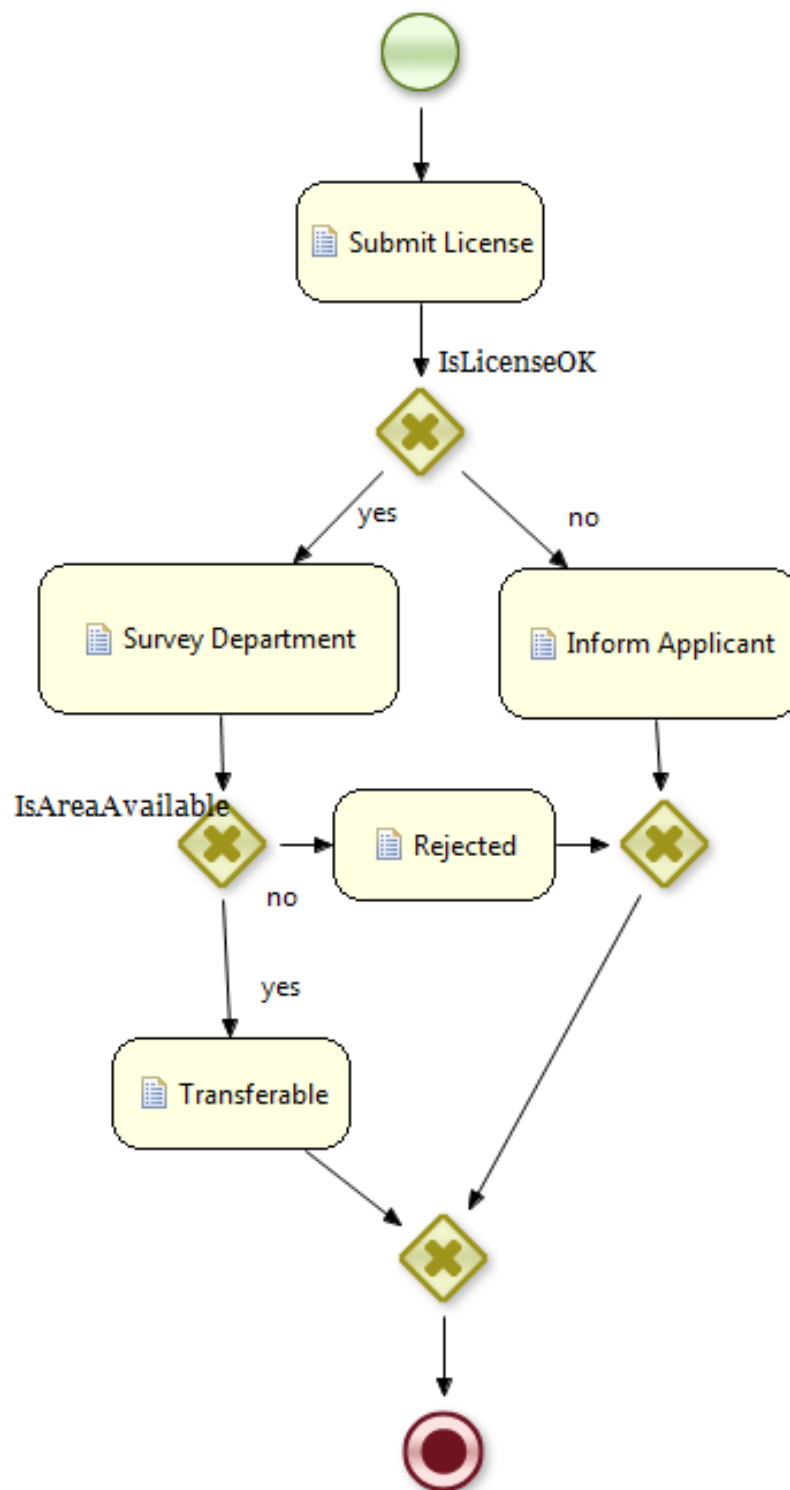 Submit License
IsLicenseOK
yes
no
Survey Department
Inform Applicant
IsAreaAvailable
Rejected
no
yes
Transferable